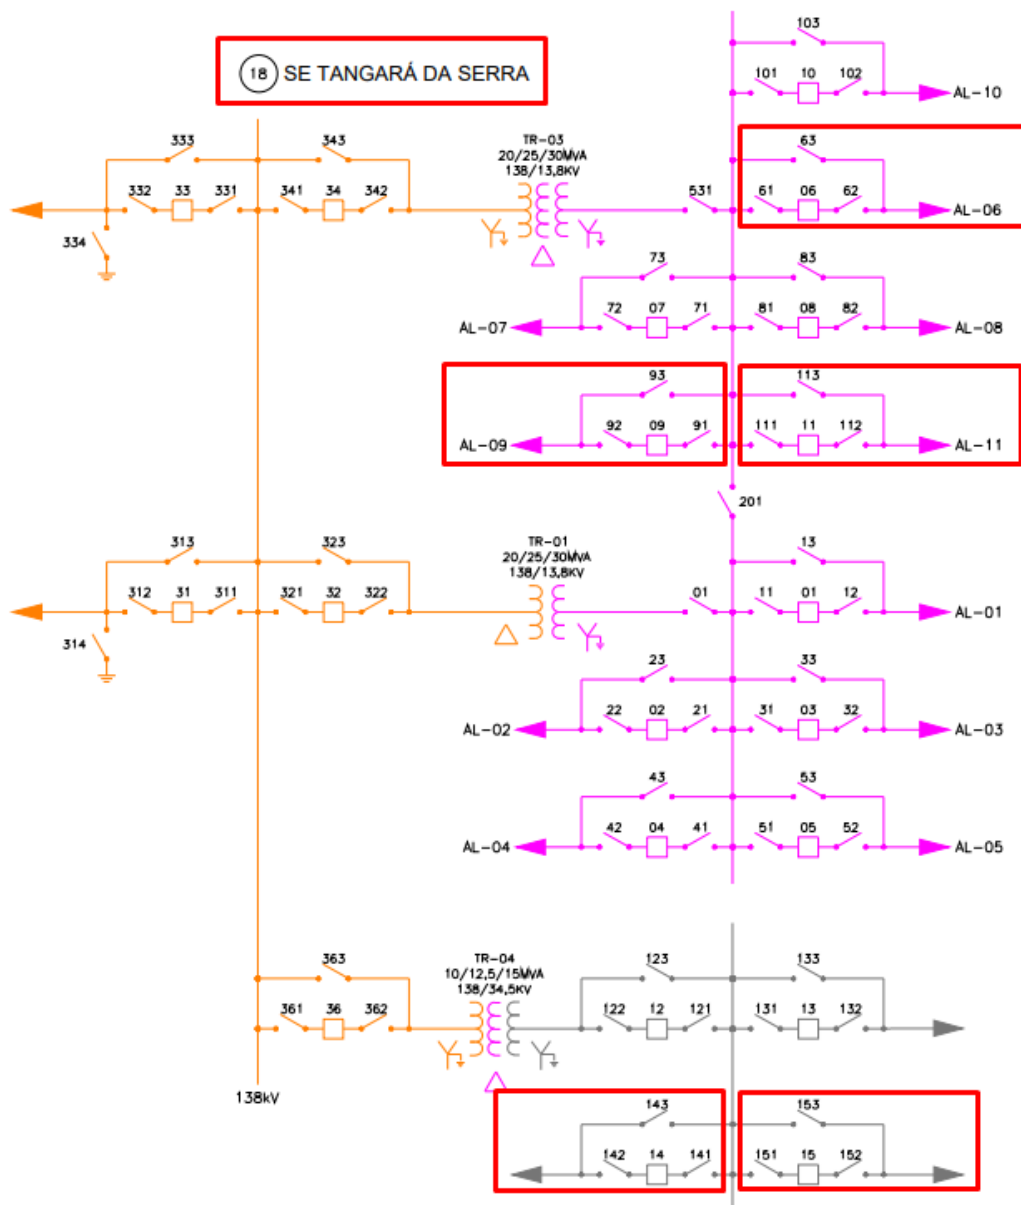 18 SE TANGARÁ DA SERRA
103
101 10 102
AL-10
333 343
TR-03
20/25/30MVA
138/13,8KV
63
332 33 331 341 34 342
531
61 06 62
AL-06
334
73 83
AL-07
72 07 71 81 08 82
AL-08
93 113
AL-09
92 09 91 111 11 112
AL-11
201
313 323
TR-01
20/25/30MVA
138/13,8KV
13
312 31 311 321 32 322
01 11 01 12
AL-01
314
23 33
AL-02
22 02 21 31 03 32
AL-03
43 53
AL-04
42 04 41 51 05 52
AL-05
363
TR-04
10/12,5/15MVA
138/34,5KV
123 133
361 36 362
122 12 121 131 13 132
138kV
143 153
142 14 141 151 15 152